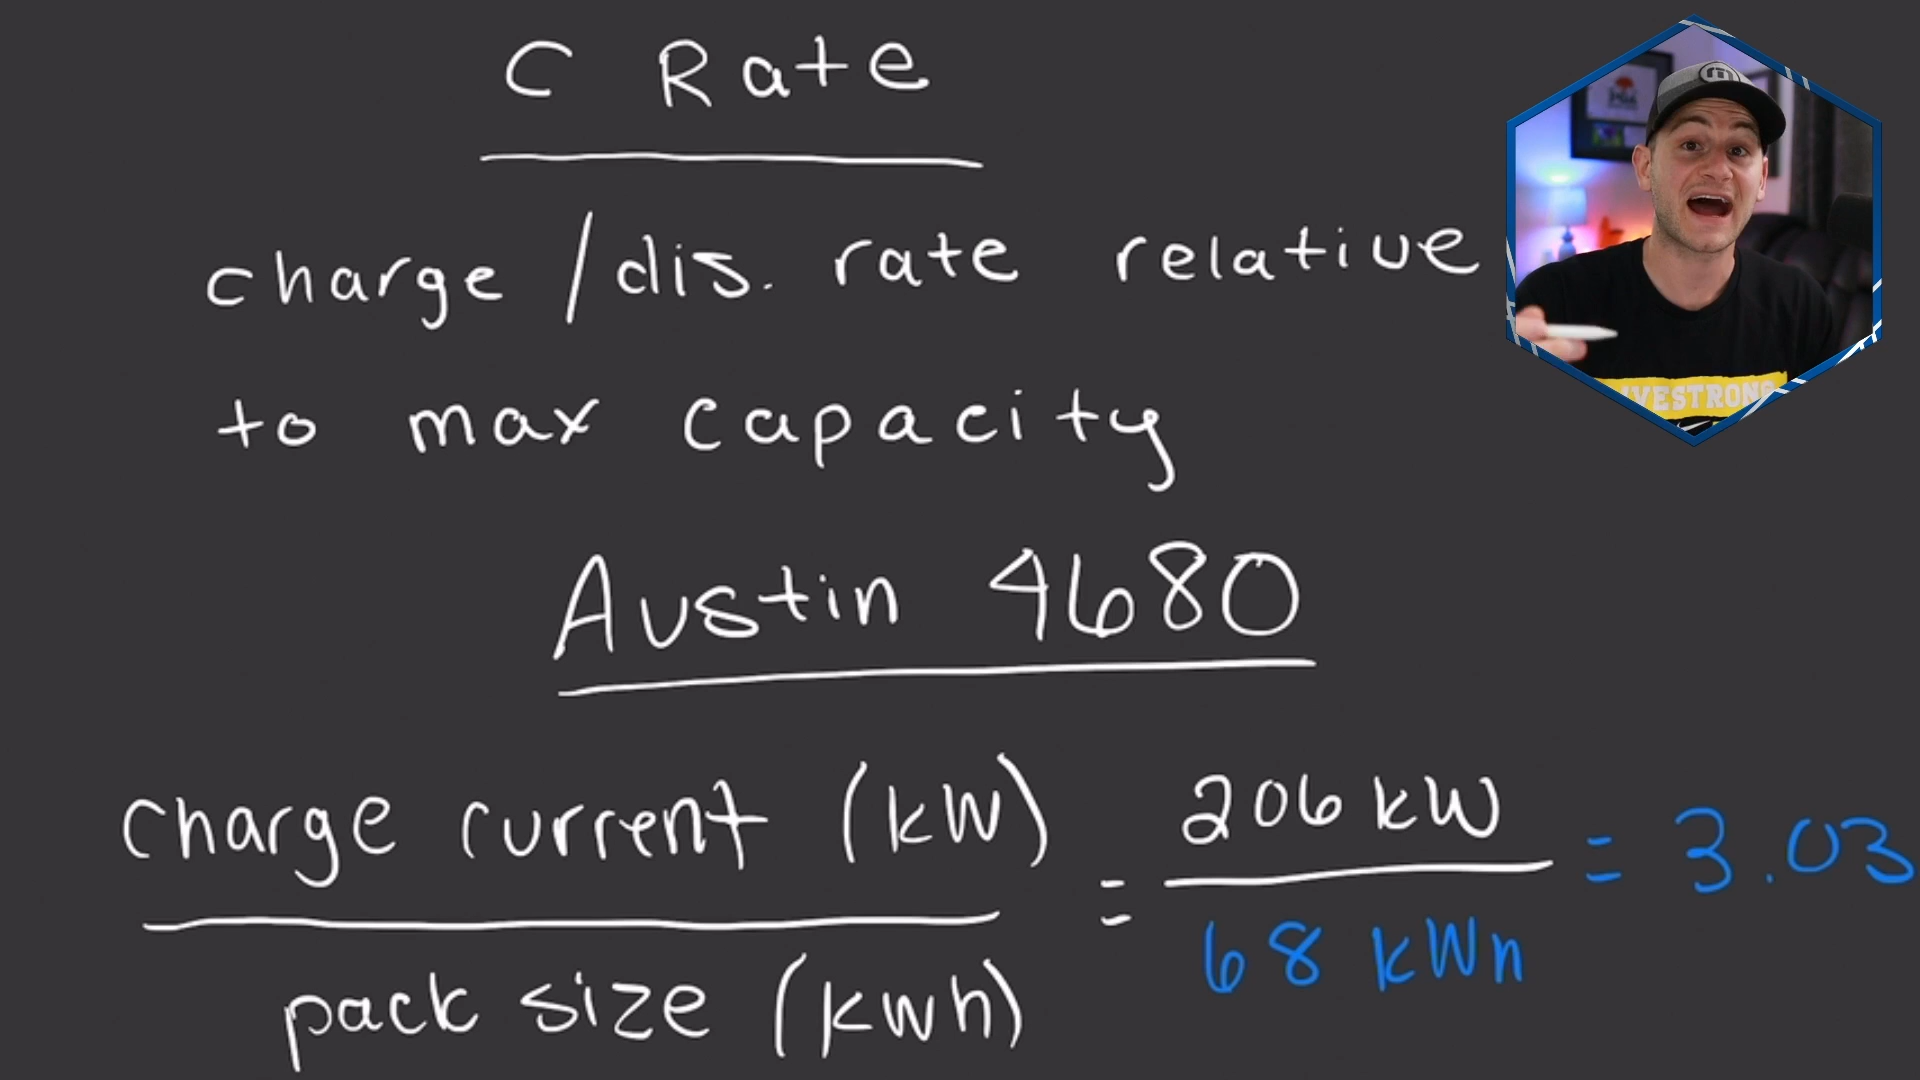 C Rate
charge/dis. rate relative
to max capacity
Austin 4680
charge current (kW)
pack size (kwh)
= 206 kW
68 kWh
= 3.03
VESTRONG